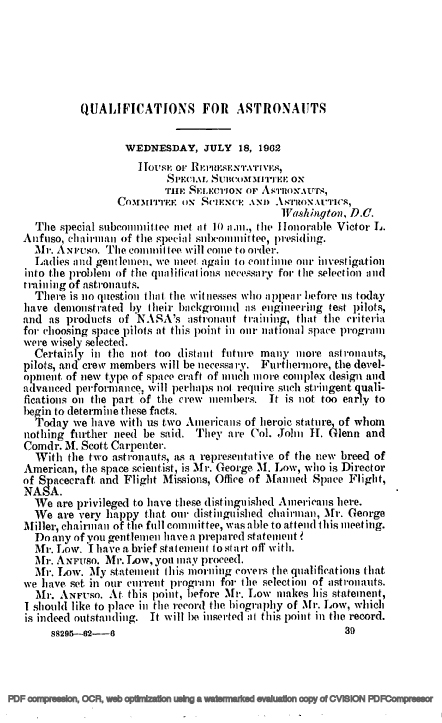 QUALIFICATIONS FOR ASTRONAUTS
WEDNESDAY, JULY 18, 1962
House of Representatives,
Special Subcommittee on
the Selection of Astronauts,
Committee on Science and Astronautics,
Washington, D.C.
The special subcommittee met at 10 a.m., the Honorable Victor L.
Anfuso, chairman of the special subcommittee, presiding.
Mr. Anfuso. The committee will come to order.
Ladies and gentlemen, we meet again to continue our investigation
into the problem of the qualifications necessary for the selection and
training of astronauts.
There is no question that the witnesses who appear before us today
have demonstrated by their background as engineering test pilots,
and as products of NASA's astronaut training, that the criteria
for choosing space pilots at this point in our national space program
were wisely selected.
Certainly in the not too distant future many more astronauts,
pilots, and crew members will be necessary. Furthermore, the devel-
opment of new type of space craft of much more complex design and
advanced performance, will perhaps not require such stringent quali-
fications on the part of the crew members. It is not too early to
begin to determine these facts.
Today we have with us two Americans of heroic stature, of whom
nothing further need be said. They are Col. John H. Glenn and
Comdr. M. Scott Carpenter.
With the two astronauts, as a representative of the new breed of
American, the space scientist, is Mr. George M. Low, who is Director
of Spacecraft and Flight Missions, Office of Manned Space Flight,
NASA.
We are privileged to have these distinguished Americans here.
We are very happy that our distinguished chairman, Mr. George
Miller, chairman of the full committee, was able to attend this meeting.
Do any of you gentlemen have a prepared statement?
Mr. Low. I have a brief statement to start off with.
Mr. Anfuso. Mr. Low, you may proceed.
Mr. Low. My statement this morning covers the qualifications that
we have set in our current program for the selection of astronauts.
Mr. Anfuso. At this point, before Mr. Low makes his statement,
I should like to place in the record the biography of Mr. Low, which
is indeed outstanding. It will be inserted at this point in the record.
88295—62——6 39
PDF compression, OCR, web optimization using a watermarked evaluation copy of CVISION PDFCompressor